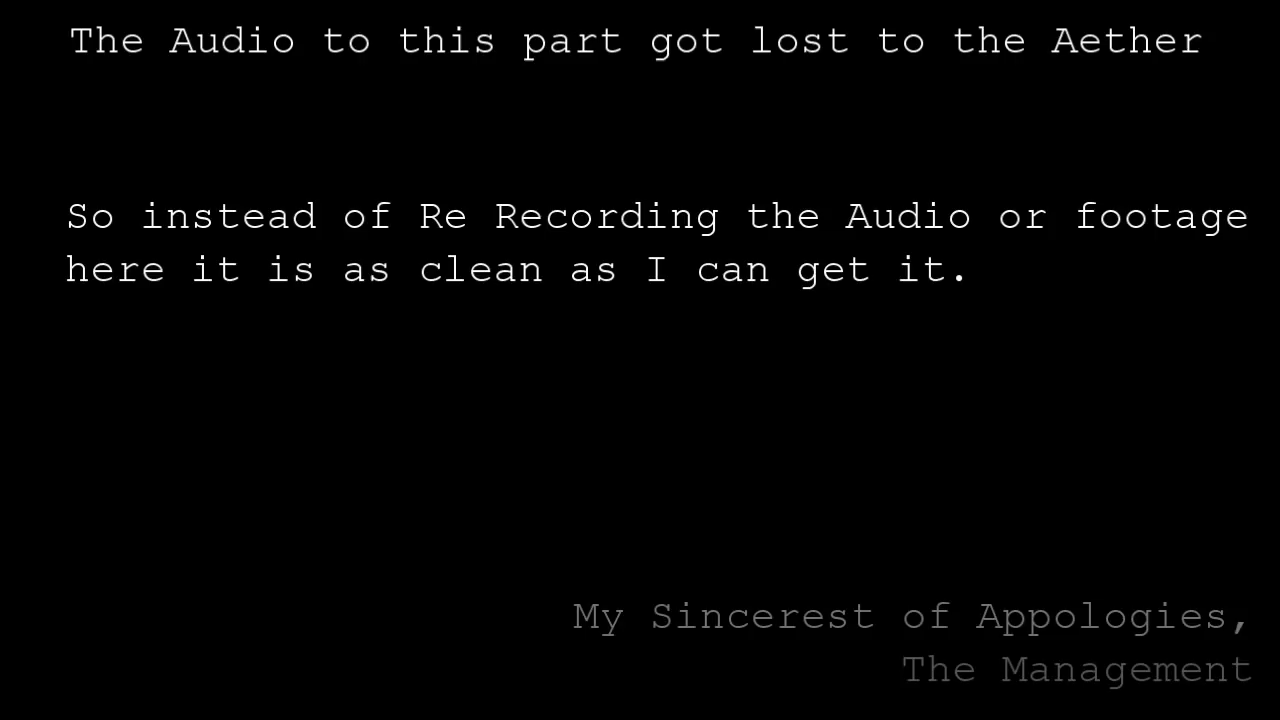 The Audio to this part got lost to the Aether
So instead of Re Recording the Audio or footage
here it is as clean as I can get it.
My Sincerest of Appologies,
The Management